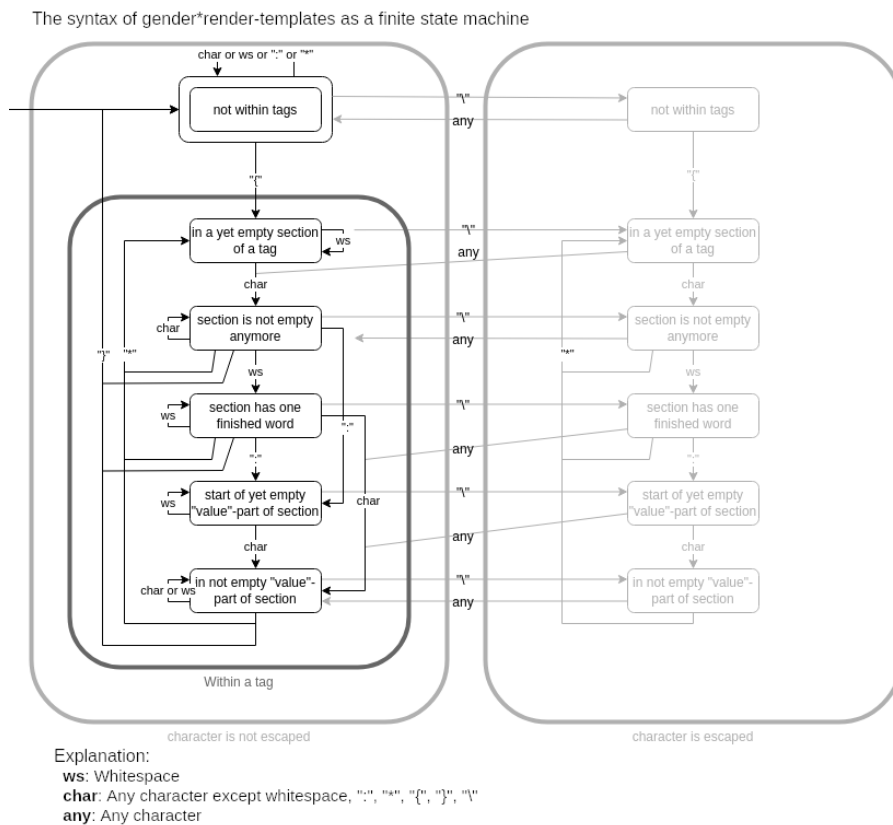 The syntax of gender*render-templates as a finite state machine
char or ws or ":" or "*"
not within tags
"\"
any
not within tags
"{"
"{"
in a yet empty section
of a tag
ws
"\"
any
in a yet empty section
of a tag
char
char
char
section is not empty
anymore
"\"
any
section is not empty
anymore
"}"
"*"
"*"
ws
ws
ws
section has one
finished word
":"
"\"
any
section has one
finished word
":"
":"
ws
start of yet empty
"value"-part of section
char
"\"
any
start of yet empty
"value"-part of section
char
char
char or ws
in not empty "value"-
part of section
"\"
any
in not empty "value"-
part of section
Within a tag
character is not escaped
character is escaped
Explanation:
ws: Whitespace
char: Any character except whitespace, ":", "*", "{", "}", "\"
any: Any character